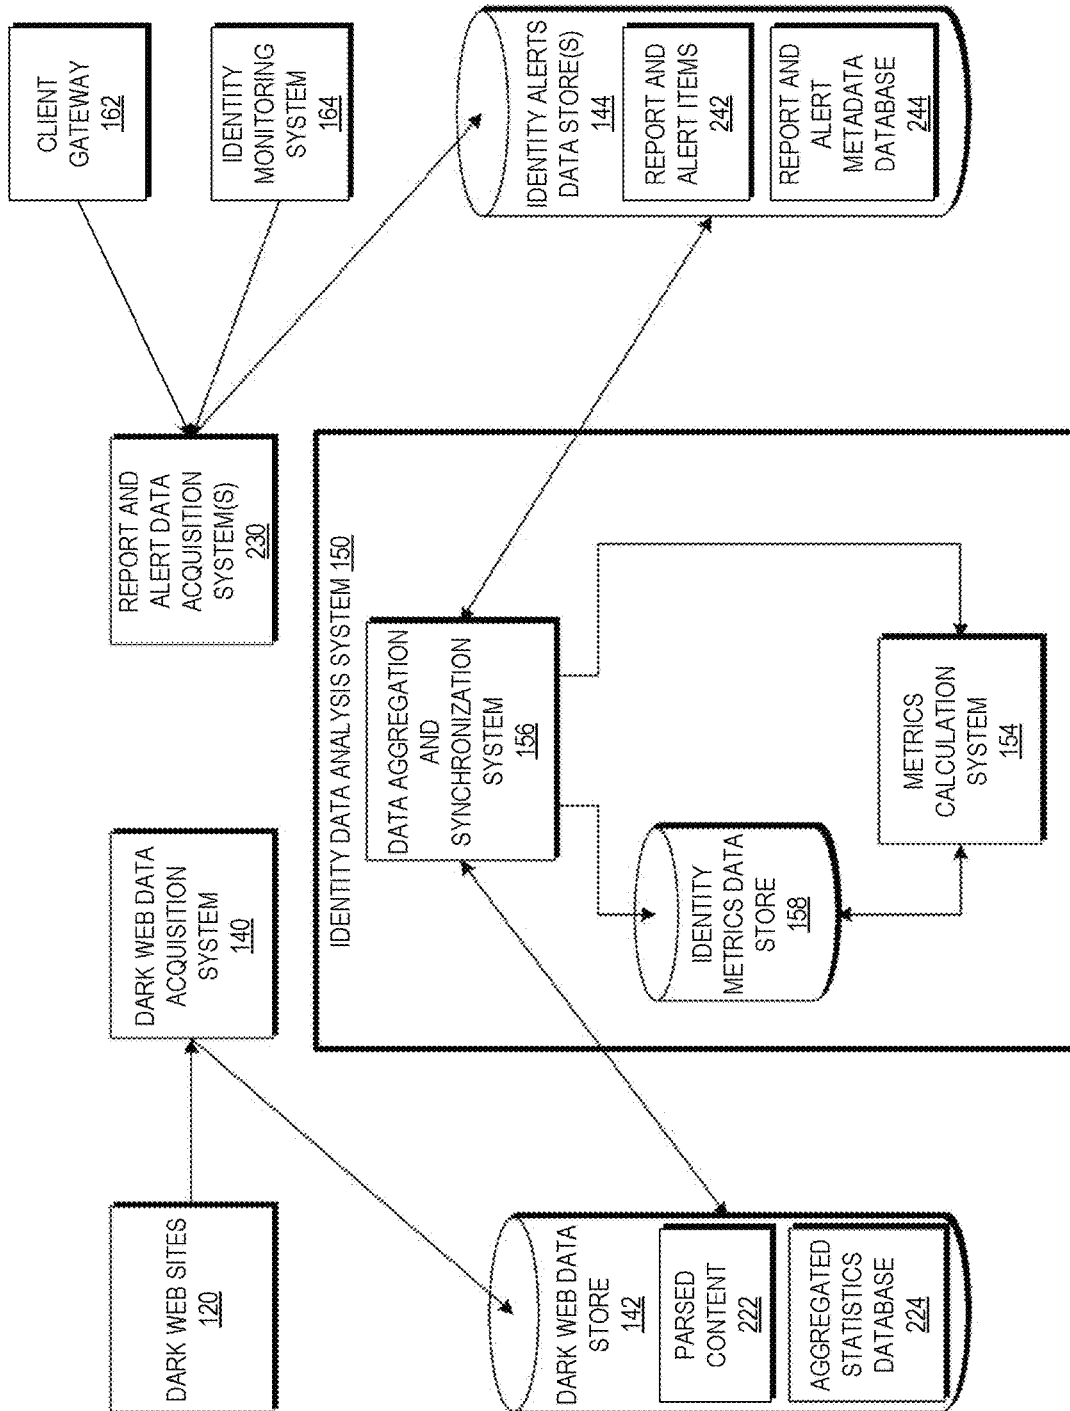 DARK WEB SITES
120
DARK WEB DATA
ACQUISITION
SYSTEM
140
REPORT AND
ALERT DATA
ACQUISITION
SYSTEM(S)
230
CLIENT
GATEWAY
162
IDENTITY
MONITORING
SYSTEM
164
DARK WEB DATA
STORE
142
PARSED
CONTENT
222
AGGREGATED
STATISTICS
DATABASE
224
IDENTITY DATA ANALYSIS SYSTEM 150
DATA AGGREGATION
AND
SYNCHRONIZATION
SYSTEM
156
IDENTITY
METRICS DATA
STORE
158
METRICS
CALCULATION
SYSTEM
154
IDENTITY ALERTS
DATA STORE(S)
144
REPORT AND
ALERT ITEMS
242
REPORT AND
ALERT
METADATA
DATABASE
244